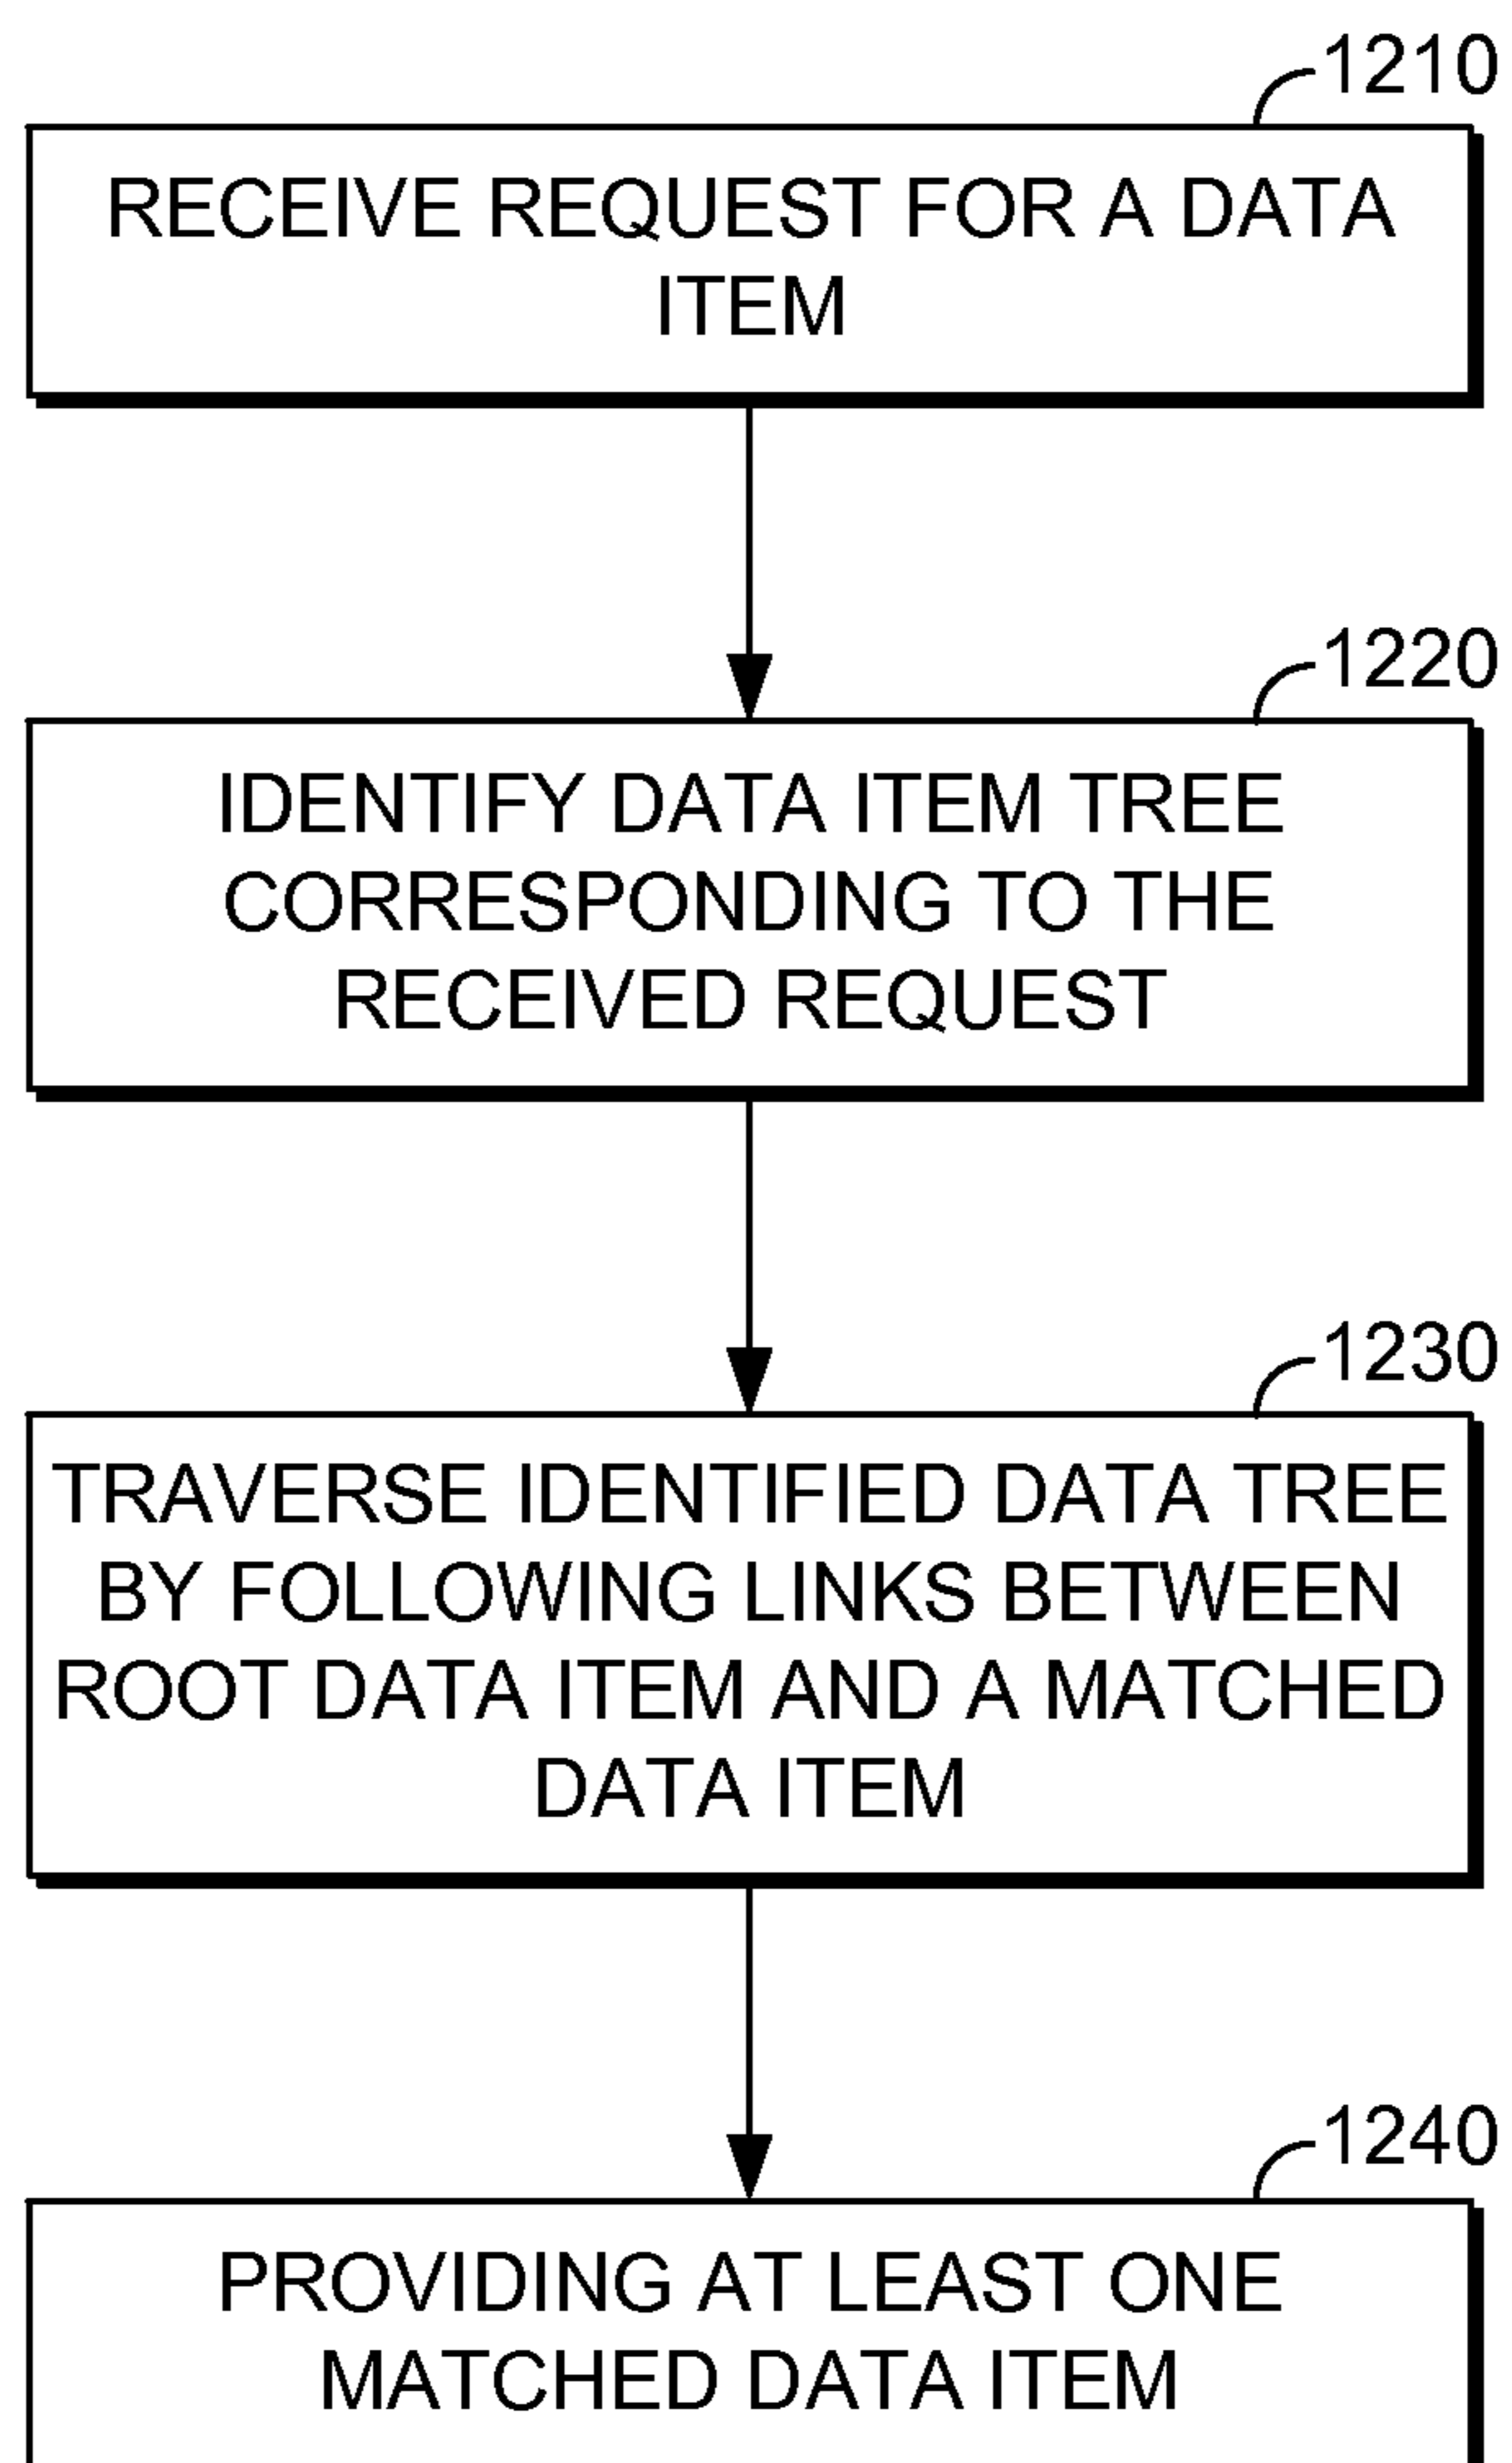 1210
RECEIVE REQUEST FOR A DATA
ITEM
1220
IDENTIFY DATA ITEM TREE
CORRESPONDING TO THE
RECEIVED REQUEST
1230
TRAVERSE IDENTIFIED DATA TREE
BY FOLLOWING LINKS BETWEEN
ROOT DATA ITEM AND A MATCHED
DATA ITEM
1240
PROVIDING AT LEAST ONE
MATCHED DATA ITEM